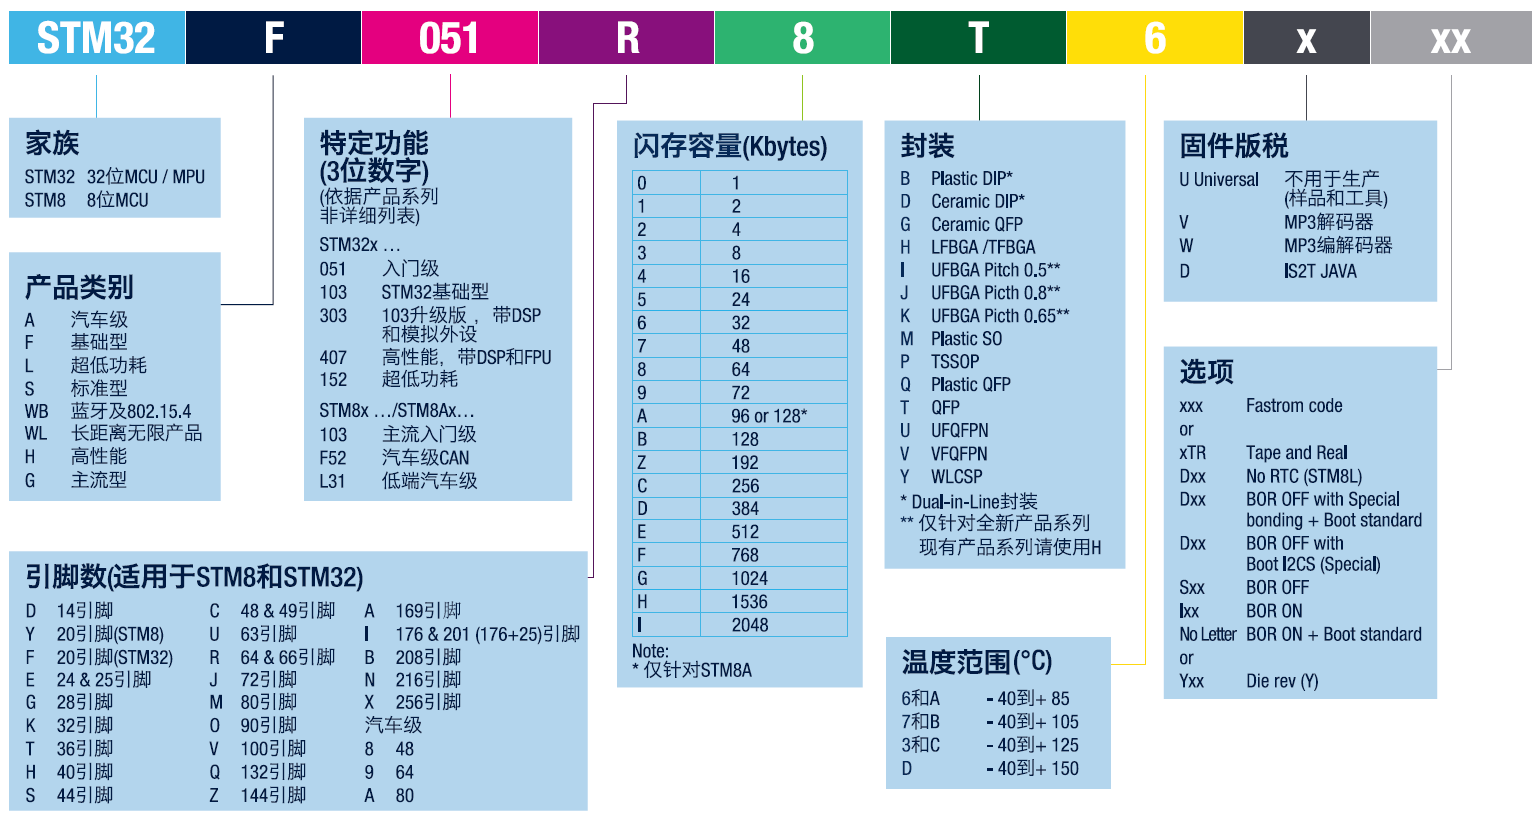 STM32 F 051 R 8 T 6 x xx
家族
STM32 32位MCU / MPU
STM8 8位MCU
产品类别
A 汽车级
F 基础型
L 超低功耗
S 标准型
WB 蓝牙及802.15.4
WL 长距离无限产品
H 高性能
G 主流型
特定功能
(3位数字)
(依据产品系列
非详细列表)
STM32x ...
051 入门级
103 STM32基础型
303 103升级版，带DSP
和模拟外设
407 高性能，带DSP和FPU
152 超低功耗
STM8x .../STM8Ax...
103 主流入门级
F52 汽车级CAN
L31 低端汽车级
引脚数(适用于STM8和STM32)
D 14引脚 C 48 & 49引脚 A 169引脚
Y 20引脚(STM8) U 63引脚 I 176 & 201 (176+25)引脚
F 20引脚(STM32) R 64 & 66引脚 B 208引脚
E 24 & 25引脚 J 72引脚 N 216引脚
G 28引脚 M 80引脚 X 256引脚
K 32引脚 O 90引脚 汽车级
T 36引脚 V 100引脚 8 48
H 40引脚 Q 132引脚 9 64
S 44引脚 Z 144引脚 A 80
闪存容量(Kbytes)
0 1
1 2
2 4
3 8
4 16
5 24
6 32
7 48
8 64
9 72
A 96 or 128*
B 128
Z 192
C 256
D 384
E 512
F 768
G 1024
H 1536
I 2048
Note:
* 仅针对STM8A
封装
B Plastic DIP*
D Ceramic DIP*
G Ceramic QFP
H LFBGA /TFBGA
I UFBGA Pitch 0.5**
J UFBGA Picth 0.8**
K UFBGA Picth 0.65**
M Plastic SO
P TSSOP
Q Plastic QFP
T QFP
U UFQFPN
V VFQFPN
Y WLCSP
* Dual-in-Line封装
** 仅针对全新产品系列
现有产品系列请使用H
温度范围(°C)
6和A - 40到+ 85
7和B - 40到+ 105
3和C - 40到+ 125
D - 40到+ 150
固件版税
U Universal 不用于生产
(样品和工具)
V MP3解码器
W MP3编解码器
D IS2T JAVA
选项
xxx Fastrom code
or
xTR Tape and Real
Dxx No RTC (STM8L)
Dxx BOR OFF with Special
bonding + Boot standard
Dxx BOR OFF with
Boot I2CS (Special)
Sxx BOR OFF
Ixx BOR ON
No Letter BOR ON + Boot standard
or
Yxx Die rev (Y)